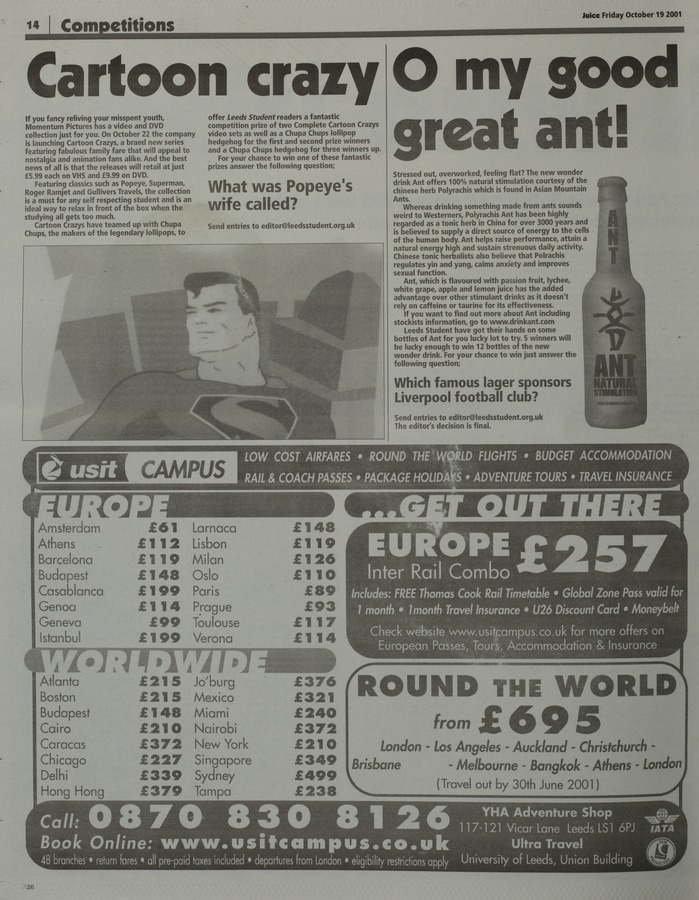 14 Competitions
Juice Friday October 19 2001
Cartoon crazy
If you fancy reliving your misspent youth,
Momentum Pictures has a video and DVD
collection just for you. On October 22 the company
is launching Cartoon Crazys, a brand new series
featuring fabulous family fare that will appeal to
nostalgia and animation fans alike. And the best
news of all is that the releases will retail at just
£5.99 each on VHS and £9.99 on DVD.
Featuring classics such as Popeye, Superman,
Roger Ramjet and Gullivers Travels, the collection
is a must for any self respecting student and is an
ideal way to relax in front of the box when the
studying all gets too much.
Cartoon Crazys have teamed up with Chupa
Chups, the makers of the legendary lollipops, to
offer Leeds Student readers a fantastic
competition prize of two Complete Cartoon Crazys
video sets as well as a Chupa Chups lollipop
hedgehog for the first and second prize winners
and a Chupa Chups hedgehog for three winners up.
For your chance to win one of these fantastic
prizes answer the following question;
What was Popeye's
wife called?
Send entries to editor@leedsstudent.org.uk
O my good
great ant!
Stressed out, overworked, feeling flat? The new wonder
drink Ant offers 100% natural stimulation courtesy of the
chinese herb Polyrachis which is found in Asian Mountain
Ants.
Whereas drinking something made from ants sounds
weird to Westerners, Polyrachis Ant has been highly
regarded as a tonic herb in China for over 3000 years and
is believed to supply a direct source of energy to the cells
of the human body. Ant helps raise performance, attain a
natural energy high and sustain strenuous daily activity.
Chinese tonic herbalists also believe that Polrachis
regulates yin and yang, calms anxiety and improves
sexual function.
Ant, which is flavoured with passion fruit, lychee,
white grape, apple and lemon juice has the added
advantage over other stimulant drinks as it doesn't
rely on caffeine or taurine for its effectiveness.
If you want to find out more about Ant including
stockists information, go to www.drinkant.com
Leeds Student have got their hands on some
bottles of Ant for you lucky lot to try. 5 winners will
be lucky enough to win 12 bottles of the new
wonder drink. For your chance to win just answer the
following question;
Which famous lager sponsors
Liverpool football club?
Send entries to editor@leedsstudent.org.uk
The editor's decision is final.
ANT
ANT
NATURAL
STIMULATION
usit CAMPUS
LOW COST AIRFARES • ROUND THE WORLD FLIGHTS • BUDGET ACCOMMODATION
RAIL & COACH PASSES • PACKAGE HOLIDAYS • ADVENTURE TOURS • TRAVEL INSURANCE
EUROPE
Amsterdam £61 Larnaca £148
Athens £112 Lisbon £119
Barcelona £119 Milan £126
Budapest £148 Oslo £110
Casablanca £199 Paris £89
Genoa £114 Prague £93
Geneva £99 Toulouse £117
Istanbul £199 Verona £114
WORLDWIDE
Atlanta £215 Jo'burg £376
Boston £215 Mexico £321
Budapest £148 Miami £240
Cairo £210 Nairobi £372
Caracas £372 New York £210
Chicago £227 Singapore £349
Delhi £339 Sydney £499
Hong Hong £379 Tampa £238
...GET OUT THERE
EUROPE £257
Inter Rail Combo
Includes: FREE Thomas Cook Rail Timetable • Global Zone Pass valid for
1 month • 1month Travel Insurance • U26 Discount Card • Moneybelt
Check website www.usitcampus.co.uk for more offers on
European Passes, Tours, Accommodation & Insurance
ROUND THE WORLD
from £695
London - Los Angeles - Auckland - Christchurch -
Brisbane - Melbourne - Bangkok - Athens - London
(Travel out by 30th June 2001)
Call: 0870 830 8126
Book Online: www.usitcampus.co.uk
48 branches • return fares • all pre-paid taxes included • departures from London • eligibility restrictions apply
YHA Adventure Shop
117-121 Vicar Lane Leeds LS1 6PJ
Ultra Travel
University of Leeds, Union Building
IATA
26